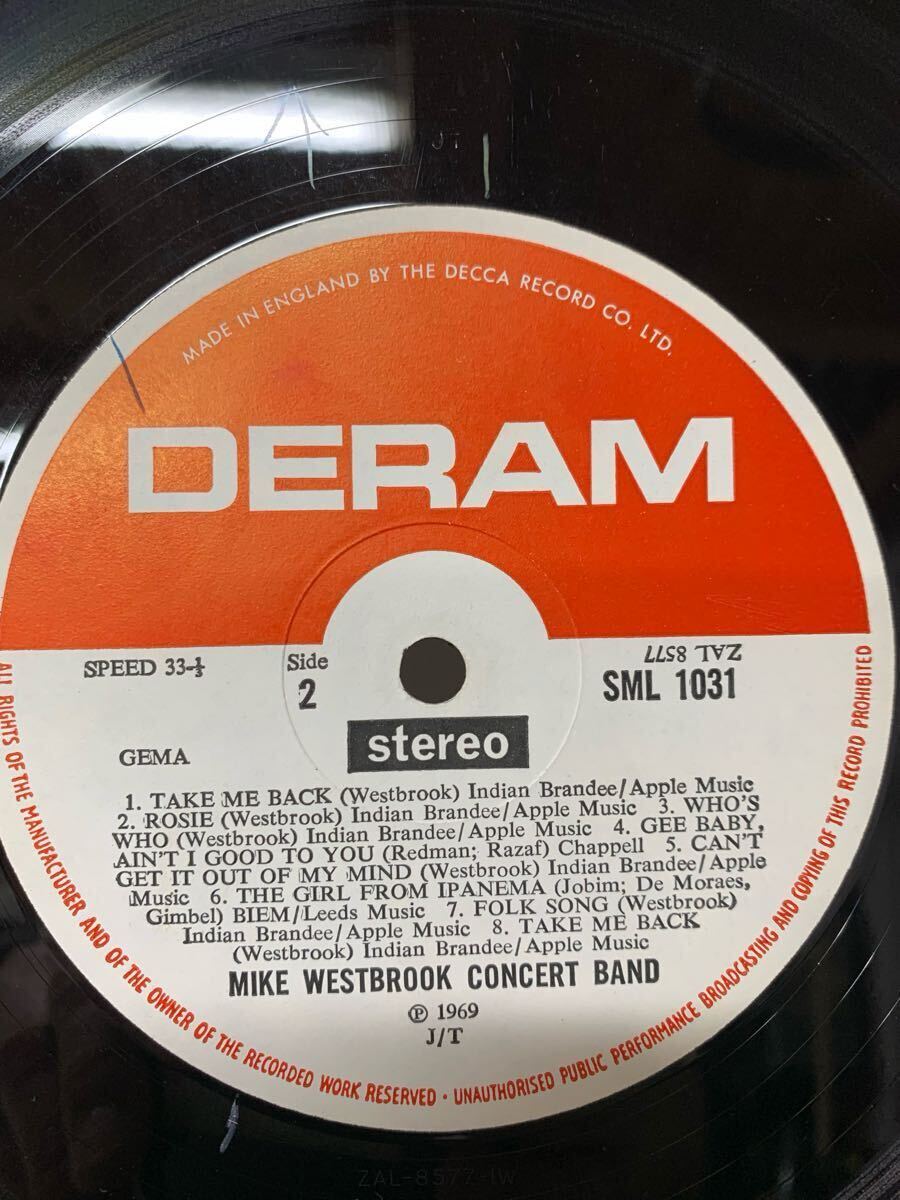 JT
MADE IN ENGLAND BY THE DECCA RECORD CO. LTD.
DERAM
SPEED 33-⅓
Side
2
ZAL 8577
SML 1031
stereo
GEMA
1. TAKE ME BACK (Westbrook) Indian Brandee/Apple Music
2. ROSIE (Westbrook) Indian Brandee/Apple Music 3. WHO'S
WHO (Westbrook) Indian Brandee/Apple Music 4. GEE BABY,
AIN'T I GOOD TO YOU (Redman; Razaf) Chappell 5. CAN'T
GET IT OUT OF MY MIND (Westbrook) Indian Brandee/Apple
Music 6. THE GIRL FROM IPANEMA (Jobim; De Moraes,
Gimbel) BIEM/Leeds Music 7. FOLK SONG (Westbrook)
Indian Brandee/Apple Music 8. TAKE ME BACK
(Westbrook) Indian Brandee/Apple Music
MIKE WESTBROOK CONCERT BAND
Ⓟ 1969
J/T
ALL RIGHTS OF THE MANUFACTURER AND OF THE OWNER OF THE RECORDED WORK RESERVED · UNAUTHORISED PUBLIC PERFORMANCE BROADCASTING AND COPYING OF THIS RECORD PROHIBITED
ZAL-8577-1W